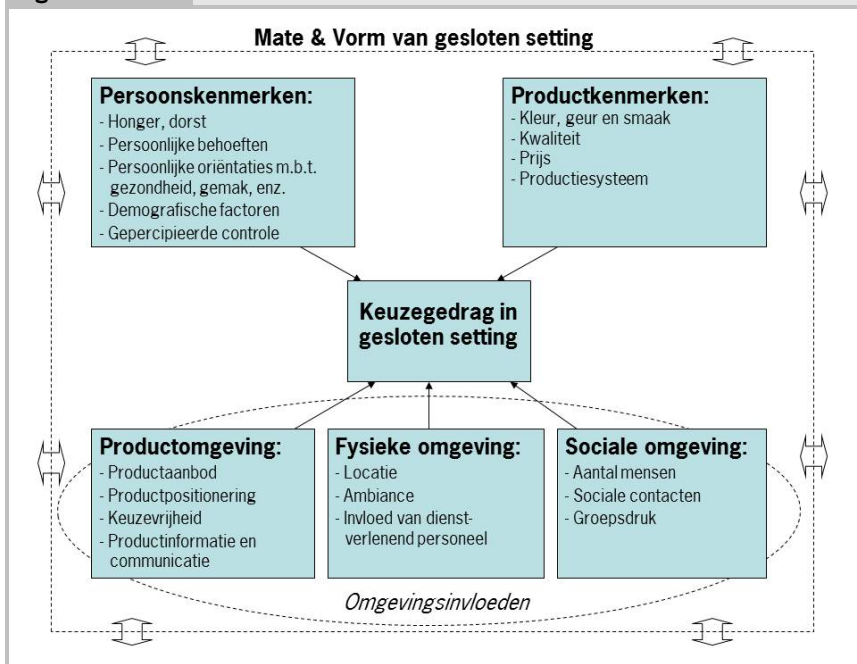 Mate & Vorm van gesloten setting
Persoonskenmerken:
- Honger, dorst
- Persoonlijke behoeften
- Persoonlijke oriëntaties m.b.t.
gezondheid, gemak, enz.
- Demografische factoren
- Gepercipieerde controle
Productkenmerken:
- Kleur, geur en smaak
- Kwaliteit
- Prijs
- Productiesysteem
Keuzegedrag in
gesloten setting
Productomgeving:
- Productaanbod
- Productpositionering
- Keuzevrijheid
- Productinformatie en
communicatie
Fysieke omgeving:
- Locatie
- Ambiance
- Invloed van dienst-
verlenend personeel
Sociale omgeving:
- Aantal mensen
- Sociale contacten
- Groepsdruk
Omgevingsinvloeden